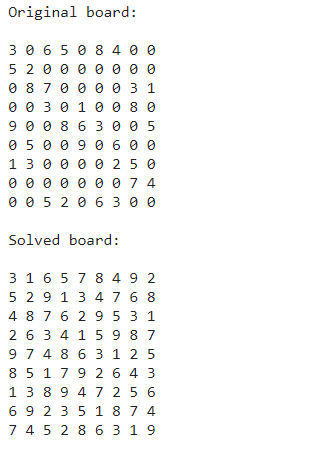 Original board:
3 0 6 5 0 8 4 0 0
5 2 0 0 0 0 0 0 0
0 8 7 0 0 0 0 3 1
0 0 3 0 1 0 0 8 0
9 0 0 8 6 3 0 0 5
0 5 0 0 9 0 6 0 0
1 3 0 0 0 0 2 5 0
0 0 0 0 0 0 0 7 4
0 0 5 2 0 6 3 0 0
Solved board:
3 1 6 5 7 8 4 9 2
5 2 9 1 3 4 7 6 8
4 8 7 6 2 9 5 3 1
2 6 3 4 1 5 9 8 7
9 7 4 8 6 3 1 2 5
8 5 1 7 9 2 6 4 3
1 3 8 9 4 7 2 5 6
6 9 2 3 5 1 8 7 4
7 4 5 2 8 6 3 1 9